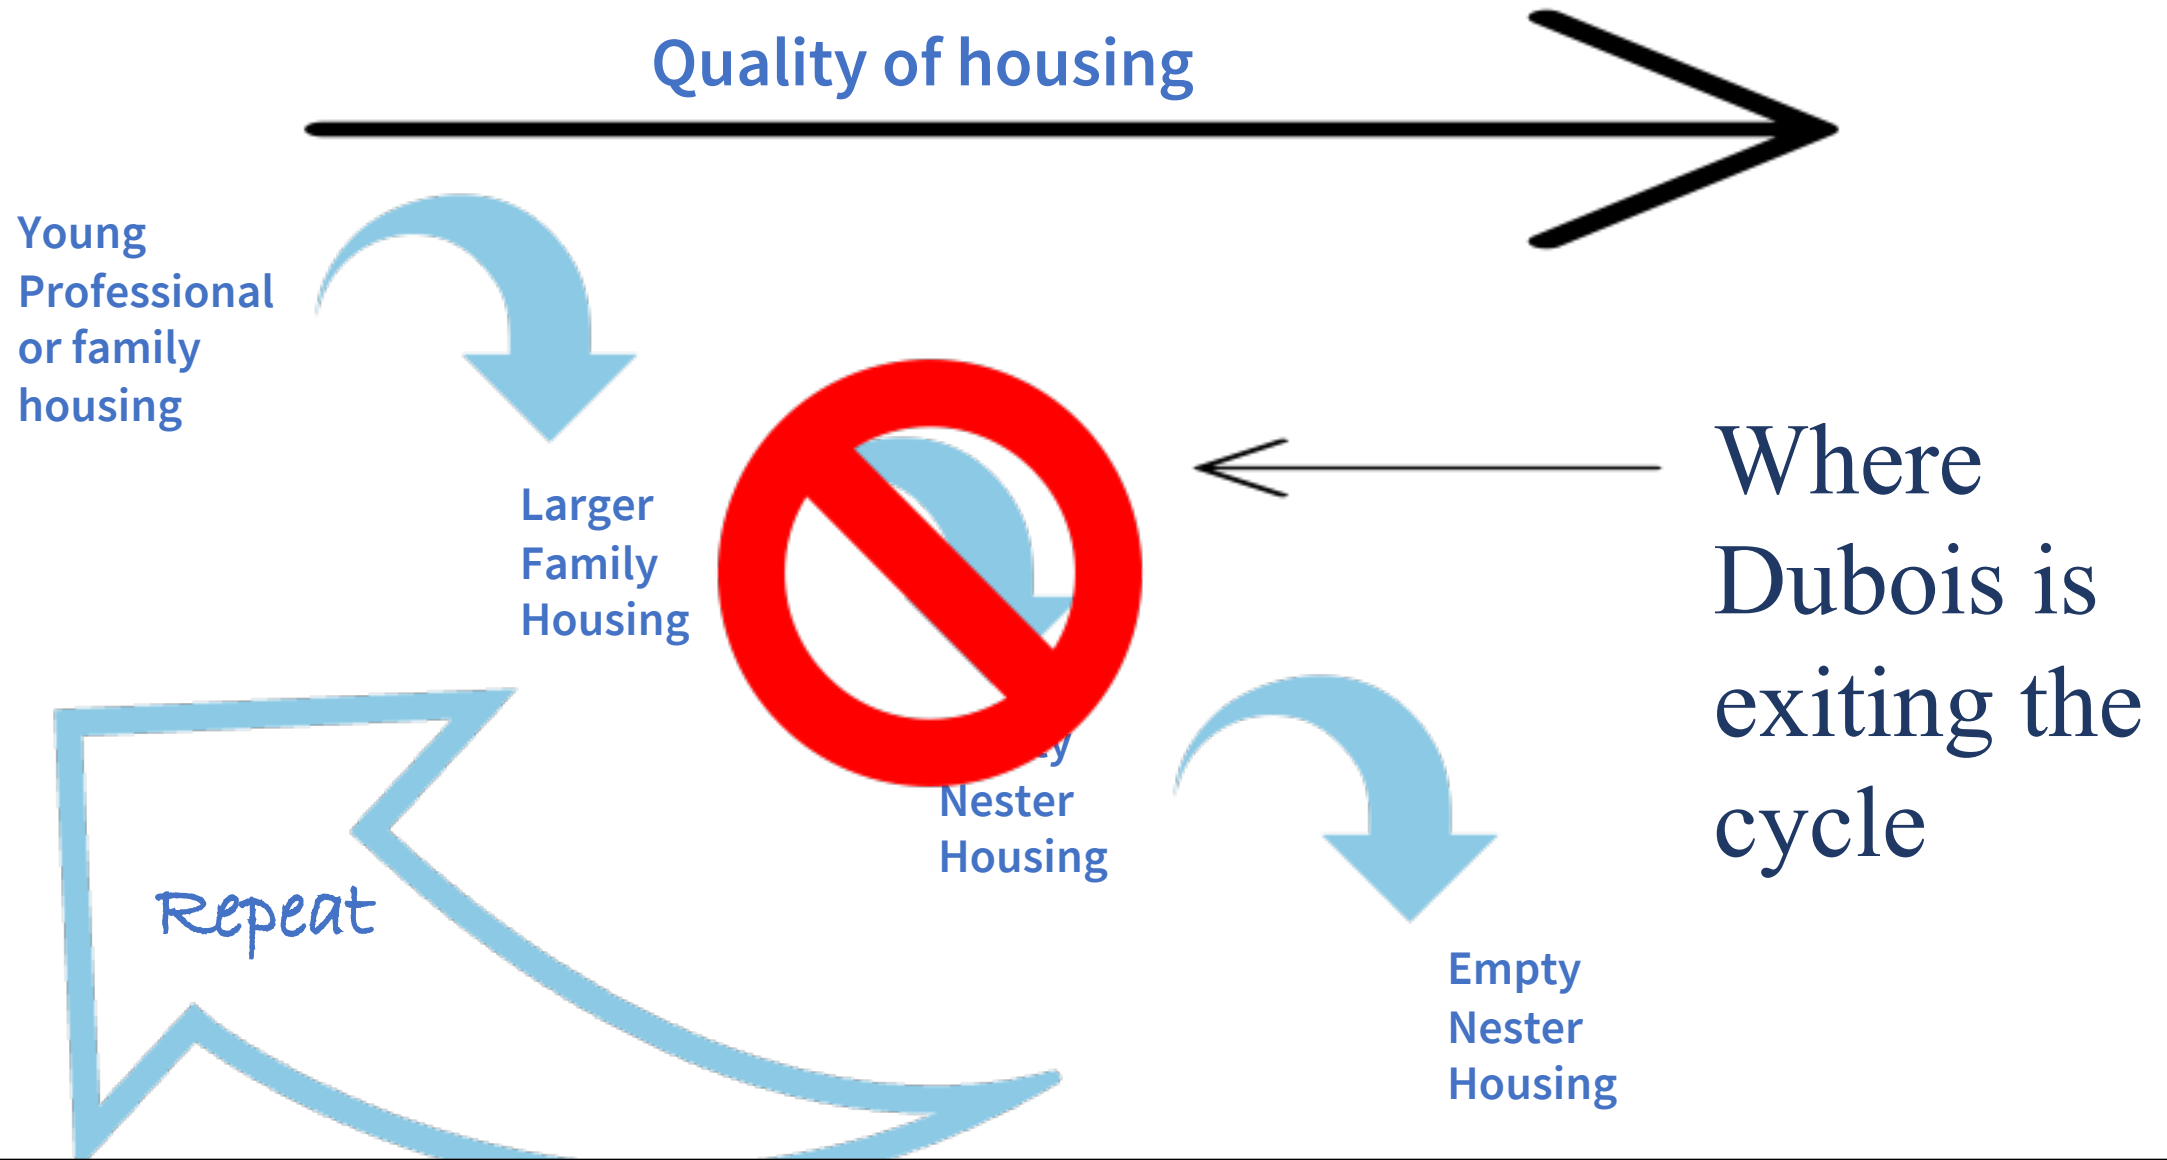 Quality of housing
Young
Professional
or family
housing
Larger
Family
Housing
Where
Dubois is
exiting the
cycle
Nester
Housing
Repeat
Empty
Nester
Housing